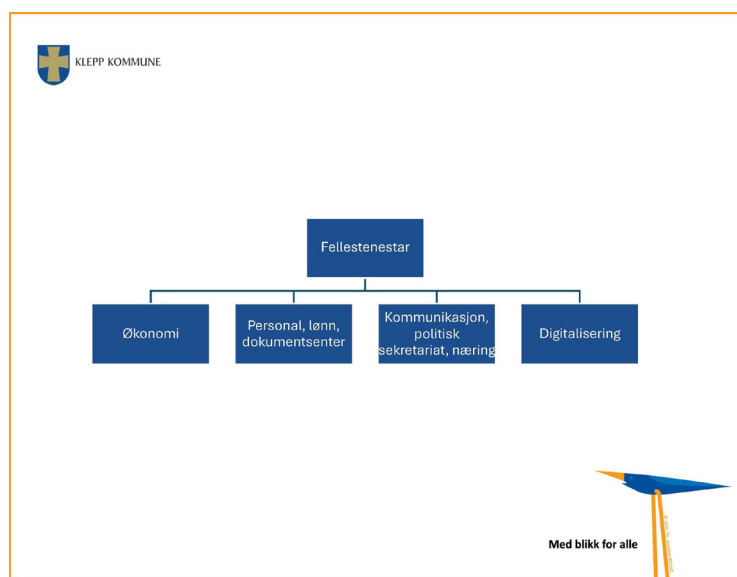 KLEPP KOMMUNE
Fellestenestar
Økonomi
Personal, lønn,
dokumentsenter
Kommunikasjon,
politisk
sekretariat, næring
Digitalisering
Med blikk for alle